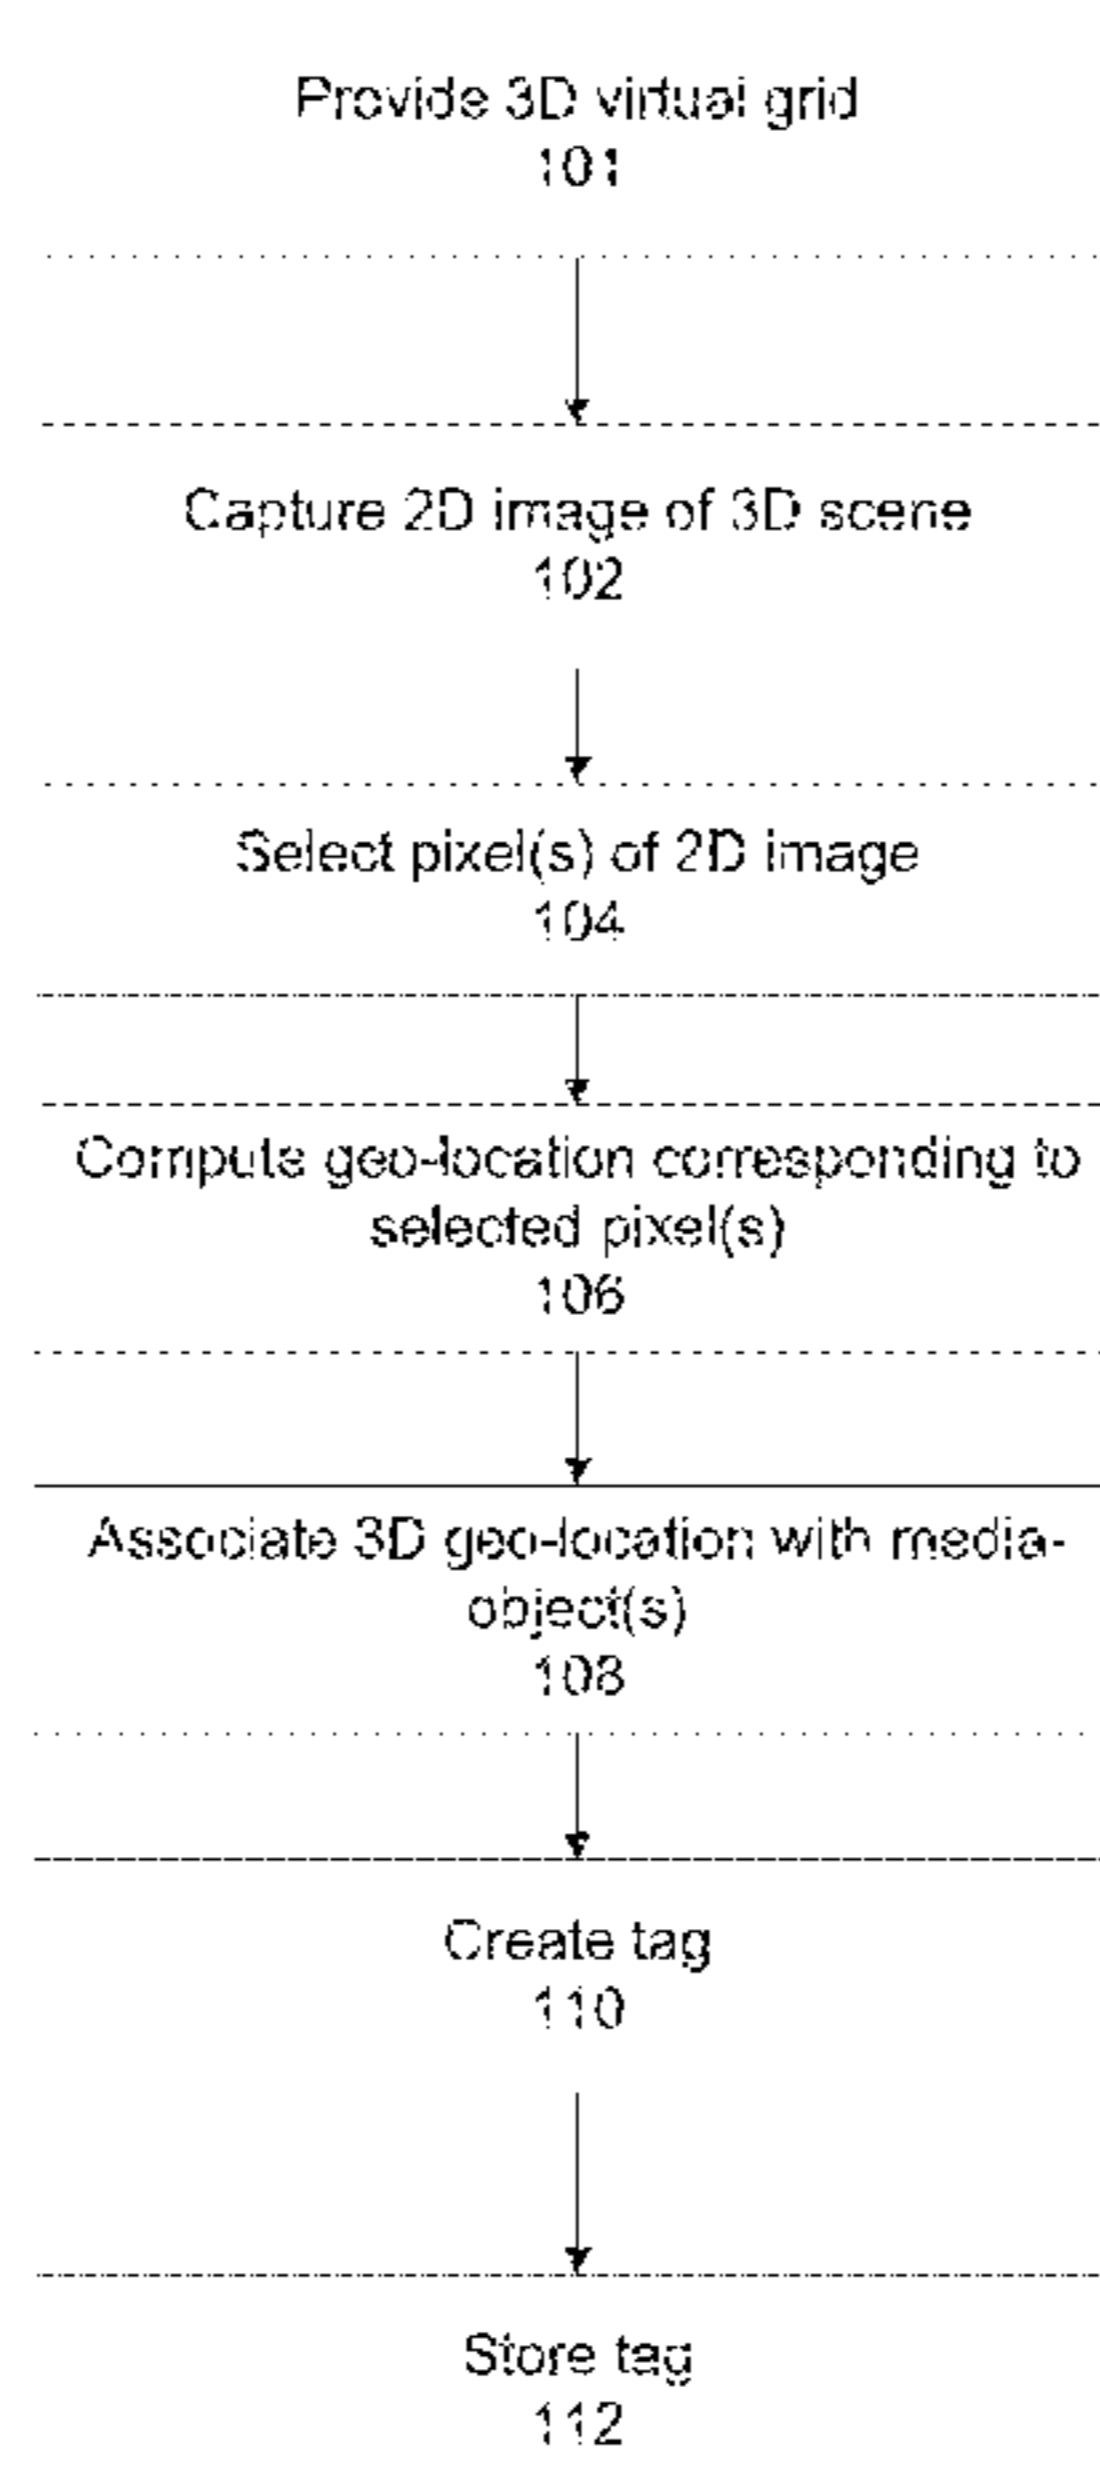 Provide 3D virtual grid
101
Capture 2D image of 3D scene
102
Select pixel(s) of 2D image
104
Compute geo-location corresponding to
selected pixel(s)
106
Associate 3D geo-location with media-
object(s)
108
Create tag
110
Store tag
112